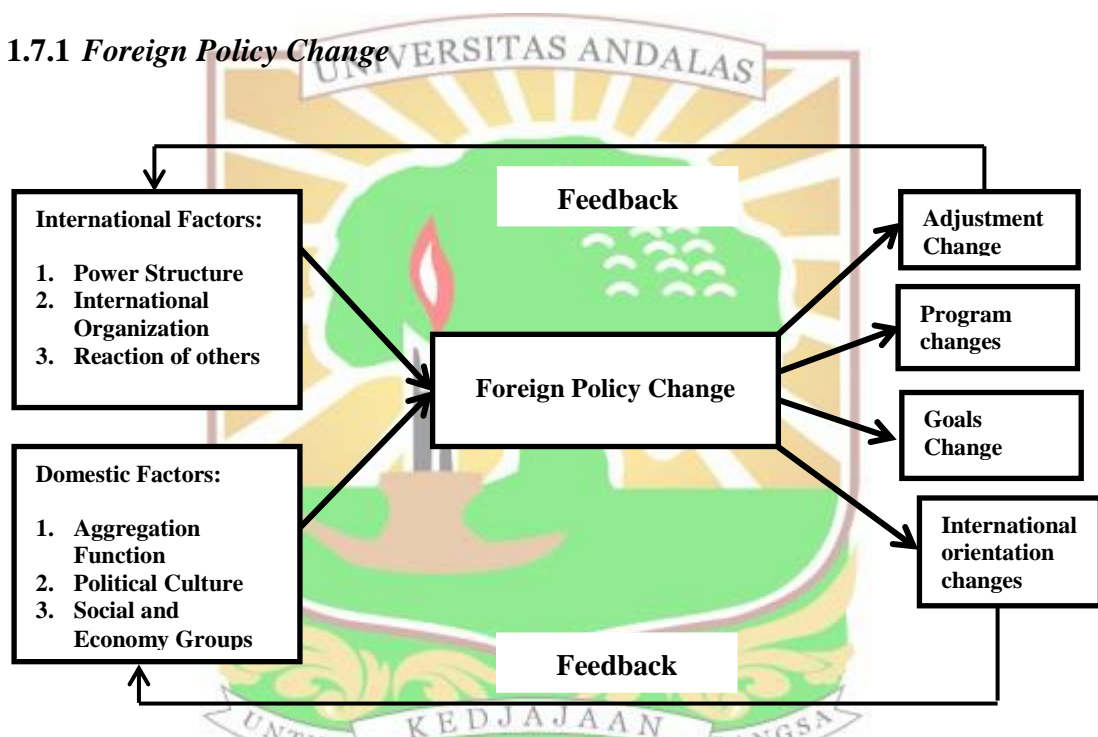 1.7.1 Foreign Policy Change
UNIVERSITAS ANDALAS
Feedback
International Factors:
1. Power Structure
2. International
Organization
3. Reaction of others
Domestic Factors:
1. Aggregation
Function
2. Political Culture
3. Social and
Economy Groups
Foreign Policy Change
Adjustment
Change
Program
changes
Goals
Change
International
orientation
changes
Feedback
KEDJAJAAN